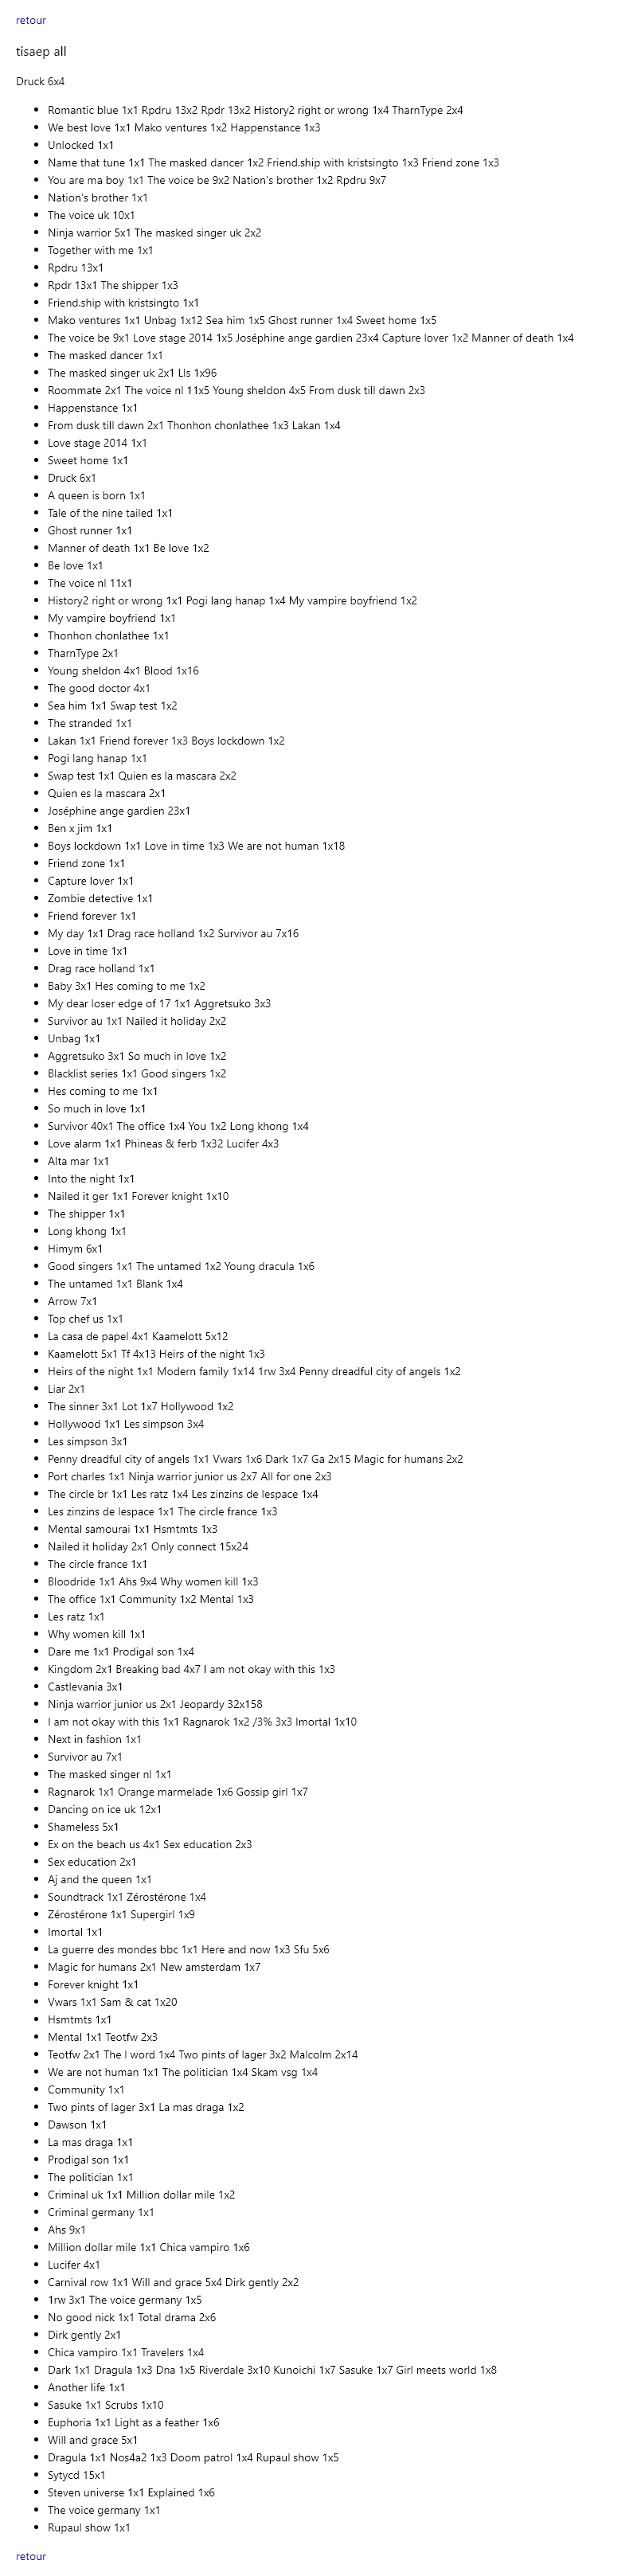 retour
tisaep all
Druck 6x4
Romantic blue 1x1 Rpdru 13x2 Rpdr 13x2 History2 right or wrong 1x4 TharnType 2x4
We best love 1x1 Mako ventures 1x2 Happenstance 1x3
Unlocked 1x1
Name that tune 1x1 The masked dancer 1x2 Friend.ship with kristsingto 1x3 Friend zone 1x3
You are ma boy 1x1 The voice be 9x2 Nation's brother 1x2 Rpdru 9x7
Nation's brother 1x1
The voice uk 10x1
Ninja warrior 5x1 The masked singer uk 2x2
Together with me 1x1
Rpdru 13x1
Rpdr 13x1 The shipper 1x3
Friend.ship with kristsingto 1x1
Mako ventures 1x1 Unbag 1x12 Sea him 1x5 Ghost runner 1x4 Sweet home 1x5
The voice be 9x1 Love stage 2014 1x5 Joséphine ange gardien 23x4 Capture lover 1x2 Manner of death 1x4
The masked dancer 1x1
The masked singer uk 2x1 Lls 1x96
Roommate 2x1 The voice nl 11x5 Young sheldon 4x5 From dusk till dawn 2x3
Happenstance 1x1
From dusk till dawn 2x1 Thonhon chonlathee 1x3 Lakan 1x4
Love stage 2014 1x1
Sweet home 1x1
Druck 6x1
A queen is born 1x1
Tale of the nine tailed 1x1
Ghost runner 1x1
Manner of death 1x1 Be love 1x2
Be love 1x1
The voice nl 11x1
History2 right or wrong 1x1 Pogi lang hanap 1x4 My vampire boyfriend 1x2
My vampire boyfriend 1x1
Thonhon chonlathee 1x1
TharnType 2x1
Young sheldon 4x1 Blood 1x16
The good doctor 4x1
Sea him 1x1 Swap test 1x2
The stranded 1x1
Lakan 1x1 Friend forever 1x3 Boys lockdown 1x2
Pogi lang hanap 1x1
Swap test 1x1 Quien es la mascara 2x2
Quien es la mascara 2x1
Joséphine ange gardien 23x1
Ben x jim 1x1
Boys lockdown 1x1 Love in time 1x3 We are not human 1x18
Friend zone 1x1
Capture lover 1x1
Zombie detective 1x1
Friend forever 1x1
My day 1x1 Drag race holland 1x2 Survivor au 7x16
Love in time 1x1
Drag race holland 1x1
Baby 3x1 Hes coming to me 1x2
My dear loser edge of 17 1x1 Aggretsuko 3x3
Survivor au 1x1 Nailed it holiday 2x2
Unbag 1x1
Aggretsuko 3x1 So much in love 1x2
Blacklist series 1x1 Good singers 1x2
Hes coming to me 1x1
So much in love 1x1
Survivor 40x1 The office 1x4 You 1x2 Long khong 1x4
Love alarm 1x1 Phineas & ferb 1x32 Lucifer 4x3
Alta mar 1x1
Into the night 1x1
Nailed it ger 1x1 Forever knight 1x10
The shipper 1x1
Long khong 1x1
Himym 6x1
Good singers 1x1 The untamed 1x2 Young dracula 1x6
The untamed 1x1 Blank 1x4
Arrow 7x1
Top chef us 1x1
La casa de papel 4x1 Kaamelott 5x12
Kaamelott 5x1 Tf 4x13 Heirs of the night 1x3
Heirs of the night 1x1 Modern family 1x14 1rw 3x4 Penny dreadful city of angels 1x2
Liar 2x1
The sinner 3x1 Lot 1x7 Hollywood 1x2
Hollywood 1x1 Les simpson 3x4
Les simpson 3x1
Penny dreadful city of angels 1x1 Vwars 1x6 Dark 1x7 Ga 2x15 Magic for humans 2x2
Port charles 1x1 Ninja warrior junior us 2x7 All for one 2x3
The circle br 1x1 Les ratz 1x4 Les zinzins de lespace 1x4
Les zinzins de lespace 1x1 The circle france 1x3
Mental samourai 1x1 Hsmtmts 1x3
Nailed it holiday 2x1 Only connect 15x24
The circle france 1x1
Bloodride 1x1 Ahs 9x4 Why women kill 1x3
The office 1x1 Community 1x2 Mental 1x3
Les ratz 1x1
Why women kill 1x1
Dare me 1x1 Prodigal son 1x4
Kingdom 2x1 Breaking bad 4x7 I am not okay with this 1x3
Castlevania 3x1
Ninja warrior junior us 2x1 Jeopardy 32x158
I am not okay with this 1x1 Ragnarok 1x2 /3% 3x3 Imortal 1x10
Next in fashion 1x1
Survivor au 7x1
The masked singer nl 1x1
Ragnarok 1x1 Orange marmelade 1x6 Gossip girl 1x7
Dancing on ice uk 12x1
Shameless 5x1
Ex on the beach us 4x1 Sex education 2x3
Sex education 2x1
Aj and the queen 1x1
Soundtrack 1x1 Zérostérone 1x4
Zérostérone 1x1 Supergirl 1x9
Imortal 1x1
La guerre des mondes bbc 1x1 Here and now 1x3 Sfu 5x6
Magic for humans 2x1 New amsterdam 1x7
Forever knight 1x1
Vwars 1x1 Sam & cat 1x20
Hsmtmts 1x1
Mental 1x1 Teotfw 2x3
Teotfw 2x1 The l word 1x4 Two pints of lager 3x2 Malcolm 2x14
We are not human 1x1 The politician 1x4 Skam vsg 1x4
Community 1x1
Two pints of lager 3x1 La mas draga 1x2
Dawson 1x1
La mas draga 1x1
Prodigal son 1x1
The politician 1x1
Criminal uk 1x1 Million dollar mile 1x2
Criminal germany 1x1
Ahs 9x1
Million dollar mile 1x1 Chica vampiro 1x6
Lucifer 4x1
Carnival row 1x1 Will and grace 5x4 Dirk gently 2x2
1rw 3x1 The voice germany 1x5
No good nick 1x1 Total drama 2x6
Dirk gently 2x1
Chica vampiro 1x1 Travelers 1x4
Dark 1x1 Dragula 1x3 Dna 1x5 Riverdale 3x10 Kunoichi 1x7 Sasuke 1x7 Girl meets world 1x8
Another life 1x1
Sasuke 1x1 Scrubs 1x10
Euphoria 1x1 Light as a feather 1x6
Will and grace 5x1
Dragula 1x1 Nos4a2 1x3 Doom patrol 1x4 Rupaul show 1x5
Sytycd 15x1
Steven universe 1x1 Explained 1x6
The voice germany 1x1
Rupaul show 1x1
retour